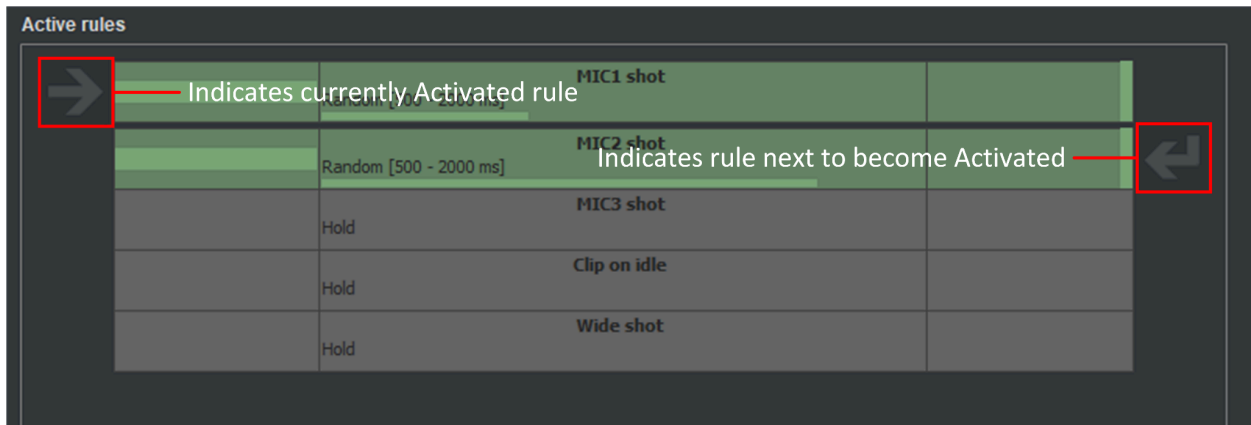 Active rules
MIC1 shot
Indicates currently Activated rule
MIC2 shot
Indicates rule next to become Activated
Random [500 - 2000 ms]
MIC3 shot
Hold
Clip on idle
Hold
Wide shot
Hold